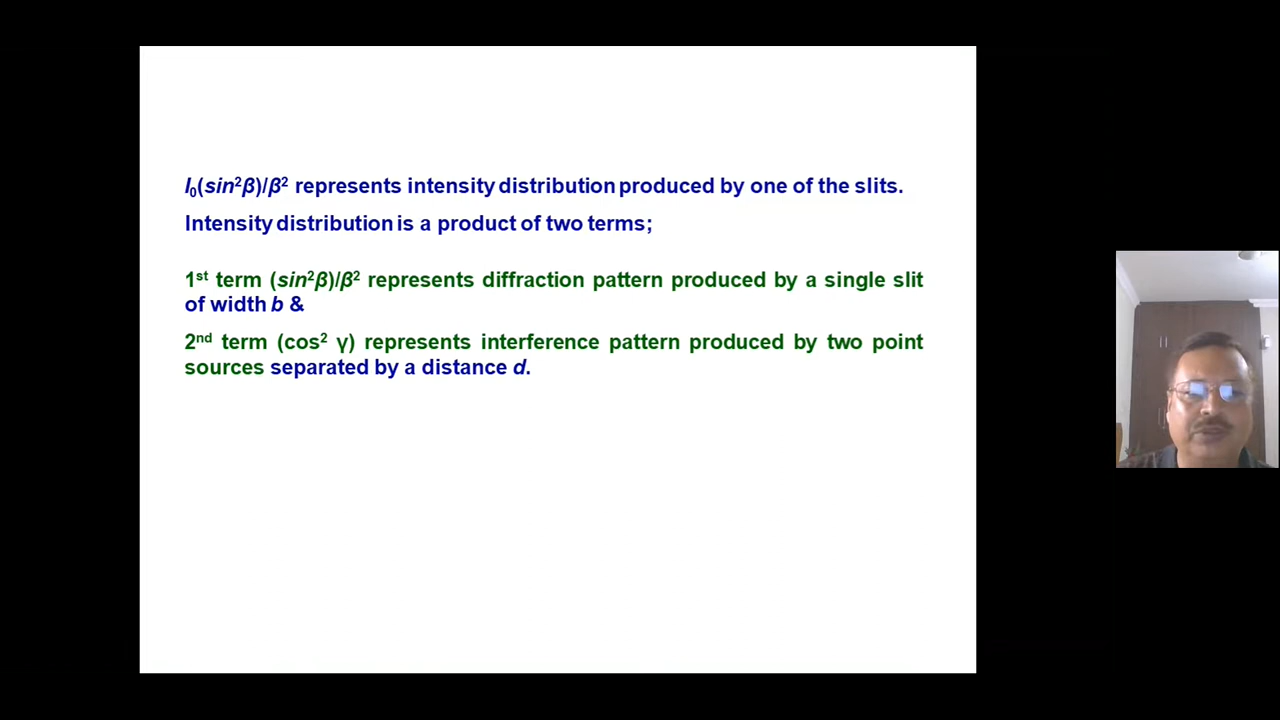 I₀(sin²β)/β² represents intensity distribution produced by one of the slits.
Intensity distribution is a product of two terms;
1ˢᵗ term (sin²β)/β² represents diffraction pattern produced by a single slit
of width b &
2ⁿᵈ term (cos² γ) represents interference pattern produced by two point
sources separated by a distance d.